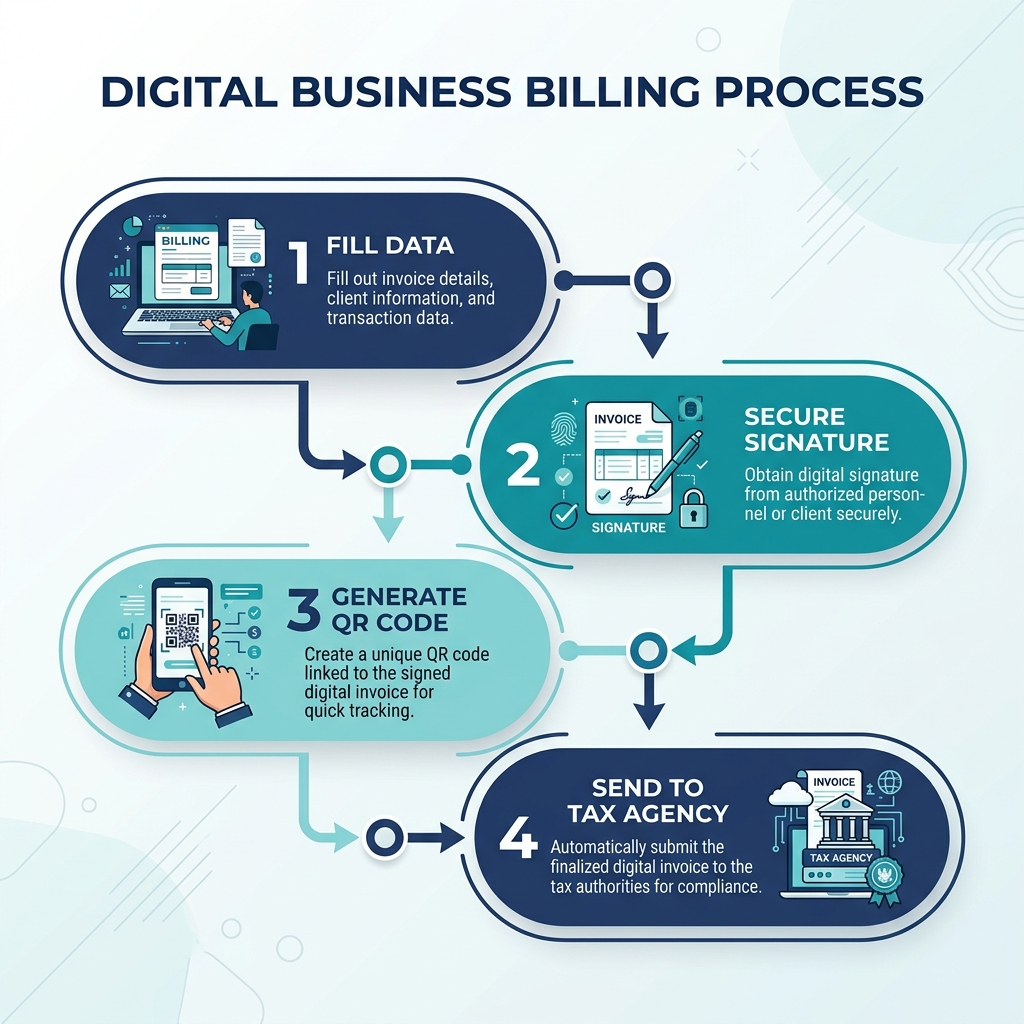 DIGITAL BUSINESS BILLING PROCESS
BILLING
1
FILL DATA
Fill out invoice details,
client information, and
transaction data.
2
INVOICE
SIGNATURE
SECURE
SIGNATURE
Obtain digital signature
from authorized person-
nel or client securely.
3
GENERATE
QR CODE
Create a unique QR code
linked to the signed
digital invoice for
quick tracking.
4
SEND TO
TAX AGENCY
Automatically submit the
finalized digital invoice to the
tax authorities for compliance.
INVOICE
TAX AGENCY